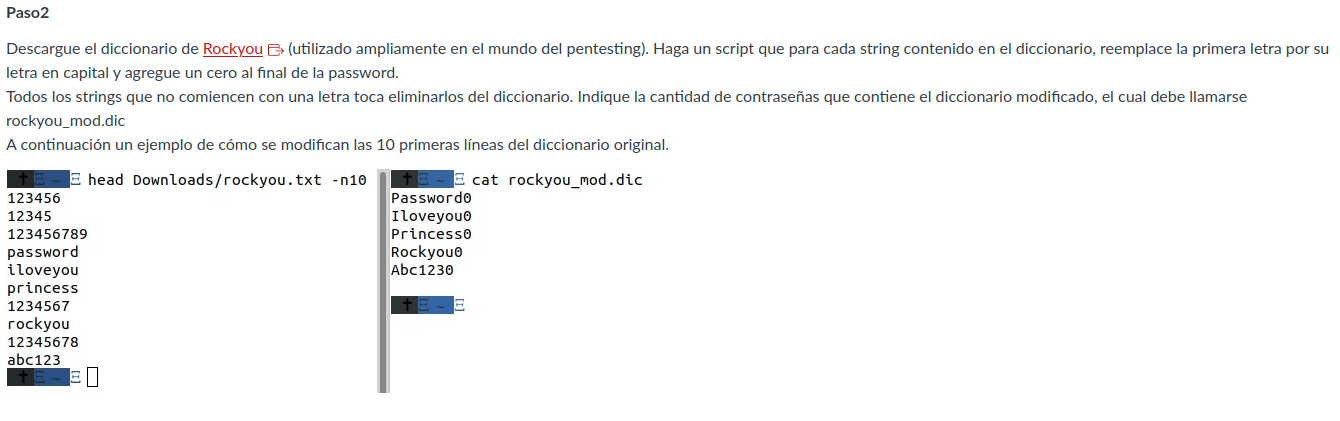 Paso2
Descargue el diccionario de Rockyou (utilizado ampliamente en el mundo del pentesting). Haga un script que para cada string contenido en el diccionario, reemplace la primera letra por su
letra en capital y agregue un cero al final de la password.
Todos los strings que no comiencen con una letra toca eliminarlos del diccionario. Indique la cantidad de contraseñas que contiene el diccionario modificado, el cual debe llamarse
rockyou_mod.dic
A continuación un ejemplo de cómo se modifican las 10 primeras líneas del diccionario original.
✝ Ξ ~ Ξ head Downloads/rockyou.txt -n10
123456
12345
123456789
password
iloveyou
princess
1234567
rockyou
12345678
abc123
✝ Ξ ~ Ξ
✝ Ξ ~ Ξ cat rockyou_mod.dic
Password0
Iloveyou0
Princess0
Rockyou0
Abc1230
✝ Ξ ~ Ξ